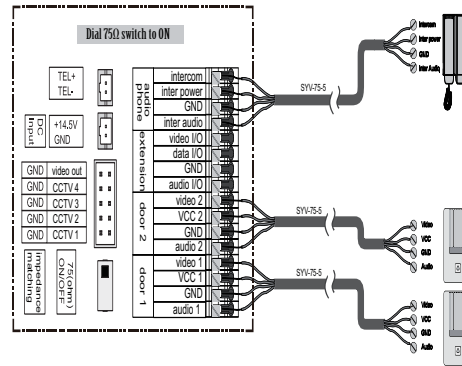 Dial 75Ω switch to ON
TEL+
TEL-
DC
Input
+14.5V
GND
GND video out
GND CCTV 4
GND CCTV 3
GND CCTV 2
GND CCTV 1
impedance
matching
75(ohm)
ON/OFF
audio
phone
intercom
inter power
GND
inter audio
extension
video I/O
data I/O
GND
audio I/O
door 2
video 2
VCC 2
GND
audio 2
door 1
video 1
VCC 1
GND
audio 1
SYV-75-5
SYV-75-5
SYV-75-5
Intercom
Inter power
GND
Inter Audio
Video
VCC
GND
Audio
Video
VCC
GND
Audio